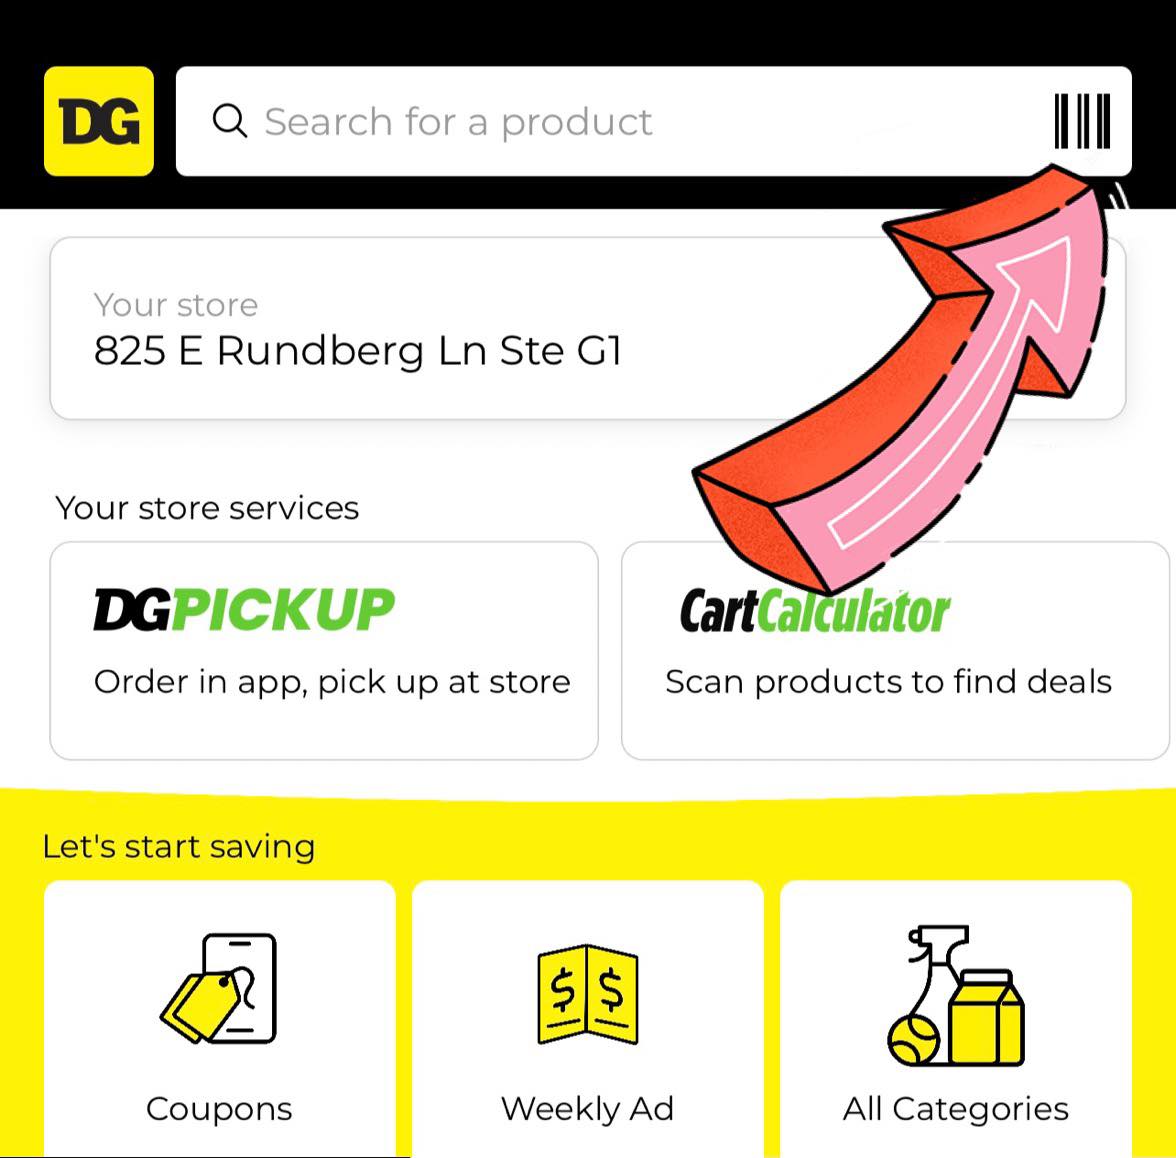 DG
Search for a product
Your store
825 E Rundberg Ln Ste G1
Your store services
DGPICKUP
Order in app, pick up at store
CartCalculator
Scan products to find deals
Let's start saving
$ $
Coupons
Weekly Ad
All Categories